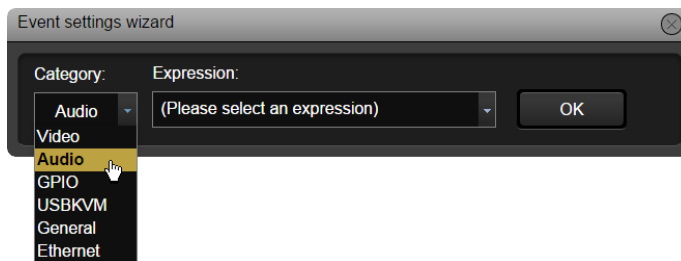 Event settings wizard
Category: Expression:
Audio (Please select an expression) OK
Video
Audio
GPIO
USBKVM
General
Ethernet